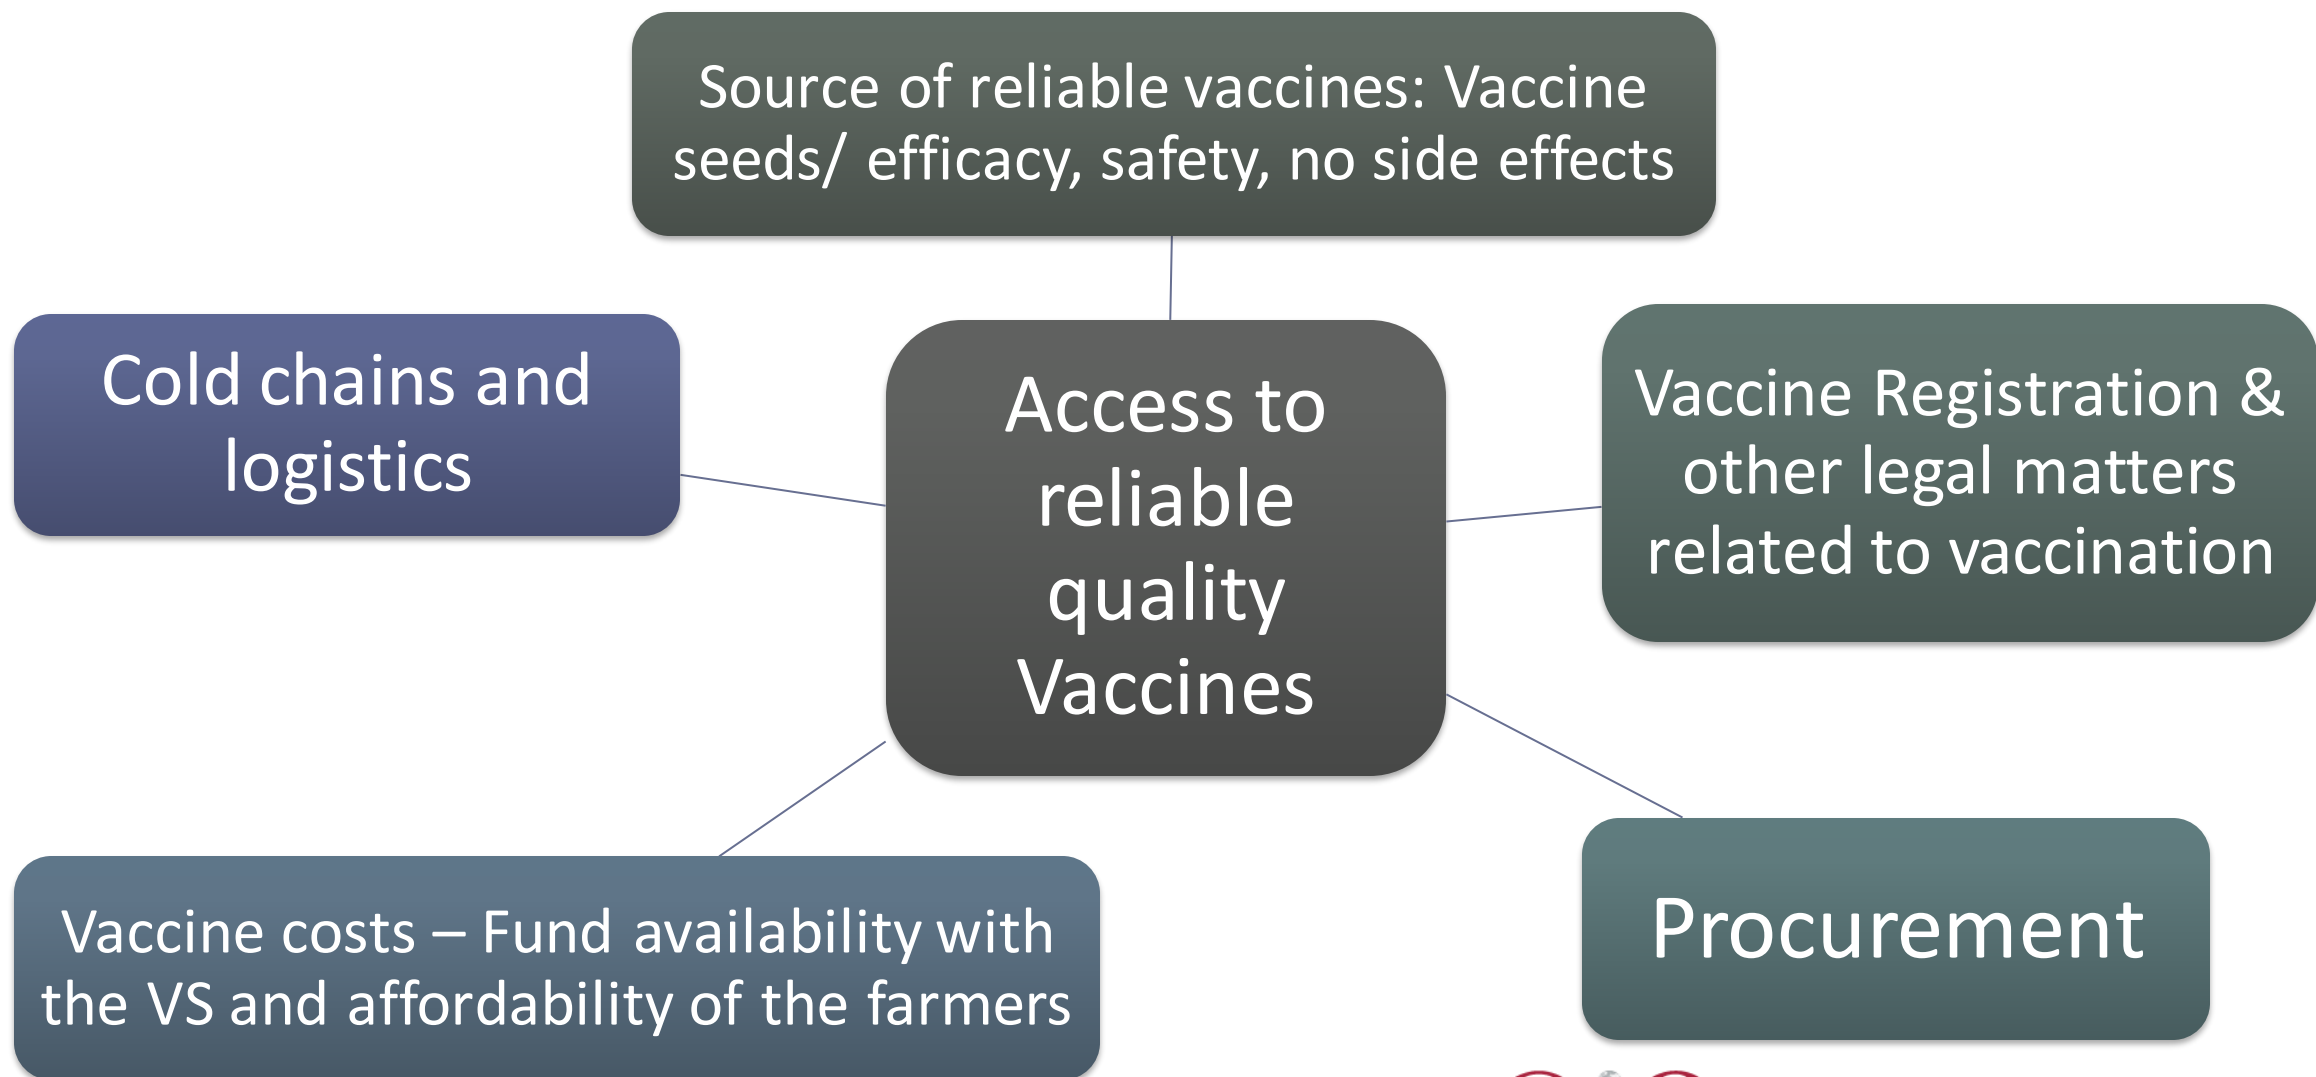 Source of reliable vaccines: Vaccine
seeds/ efficacy, safety, no side effects
Cold chains and
logistics
Access to
reliable
quality
Vaccines
Vaccine Registration &
other legal matters
related to vaccination
Vaccine costs – Fund availability with
the VS and affordability of the farmers
Procurement